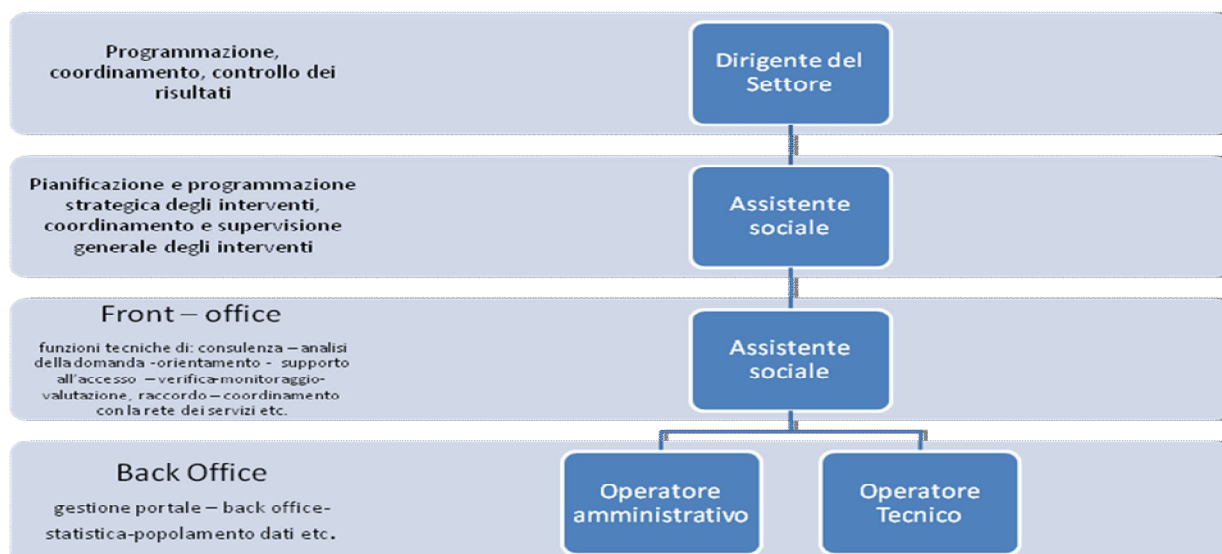 Programmazione,
coordinamento, controllo dei
risultati
Dirigente del
Settore
Pianificazione e programmazione
strategica degli interventi,
coordinamento e supervisione
generale degli interventi
Assistente
sociale
Front – office
funzioni tecniche di: consulenza – analisi
della domanda -orientamento - supporto
all'accesso – verifica-monitoraggio-
valutazione, raccordo – coordinamento
con la rete dei servizi etc.
Assistente
sociale
Back Office
gestione portale – back office-
statistica-popolamento dati etc.
Operatore
amministrativo
Operatore
Tecnico